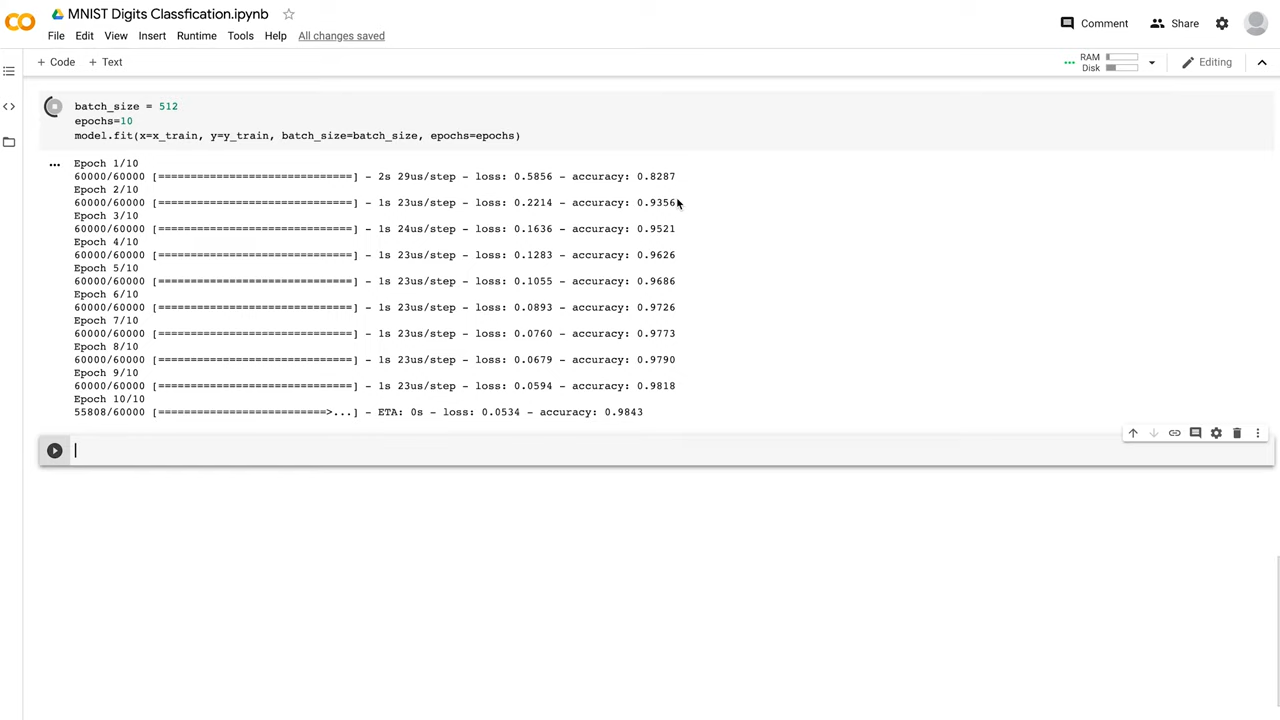 MNIST Digits Classfication.ipynb
File Edit View Insert Runtime Tools Help All changes saved
Comment Share
+ Code + Text
RAM
Disk
Editing
batch_size = 512
epochs=10
model.fit(x=x_train, y=y_train, batch_size=batch_size, epochs=epochs)
Epoch 1/10
60000/60000 [==============================] - 2s 29us/step - loss: 0.5856 - accuracy: 0.8287
Epoch 2/10
60000/60000 [==============================] - 1s 23us/step - loss: 0.2214 - accuracy: 0.9356
Epoch 3/10
60000/60000 [==============================] - 1s 24us/step - loss: 0.1636 - accuracy: 0.9521
Epoch 4/10
60000/60000 [==============================] - 1s 23us/step - loss: 0.1283 - accuracy: 0.9626
Epoch 5/10
60000/60000 [==============================] - 1s 23us/step - loss: 0.1055 - accuracy: 0.9686
Epoch 6/10
60000/60000 [==============================] - 1s 23us/step - loss: 0.0893 - accuracy: 0.9726
Epoch 7/10
60000/60000 [==============================] - 1s 23us/step - loss: 0.0760 - accuracy: 0.9773
Epoch 8/10
60000/60000 [==============================] - 1s 23us/step - loss: 0.0679 - accuracy: 0.9790
Epoch 9/10
60000/60000 [==============================] - 1s 23us/step - loss: 0.0594 - accuracy: 0.9818
Epoch 10/10
55808/60000 [==========================>...] - ETA: 0s - loss: 0.0534 - accuracy: 0.9843